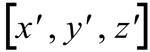 [x′, y′, z′]